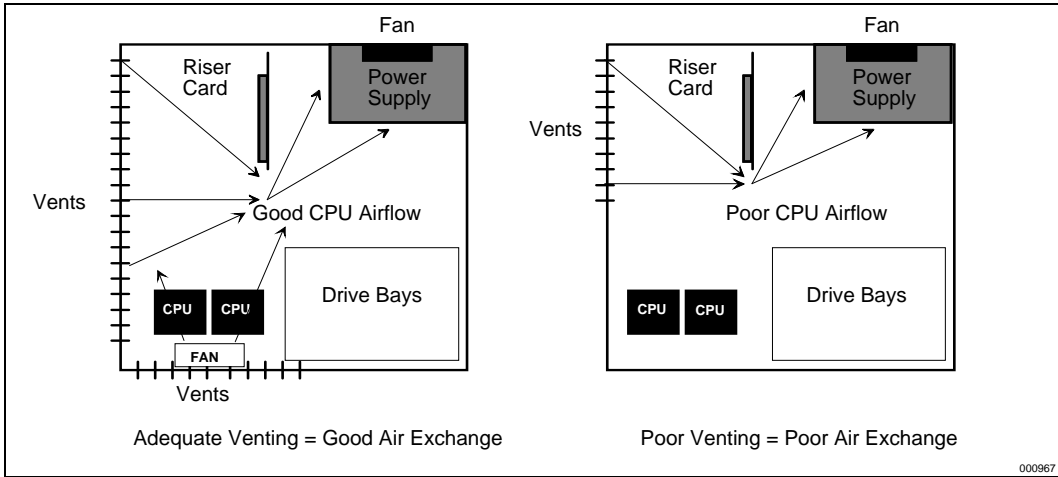 Fan
Riser
Card
Power
Supply
Vents
Good CPU Airflow
CPU
CPU
Drive Bays
FAN
Vents
Adequate Venting = Good Air Exchange
Fan
Riser
Card
Power
Supply
Vents
Poor CPU Airflow
CPU
CPU
Drive Bays
Poor Venting = Poor Air Exchange
000967